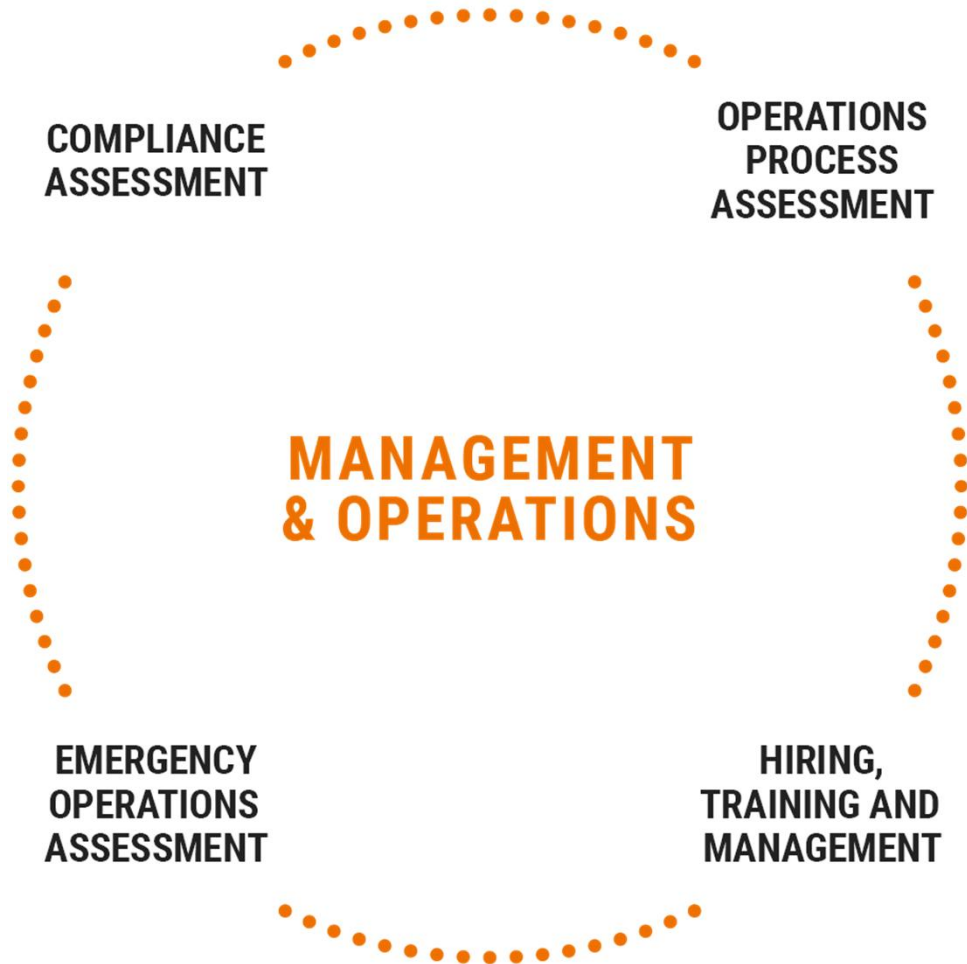 COMPLIANCE
ASSESSMENT
OPERATIONS
PROCESS
ASSESSMENT
MANAGEMENT
& OPERATIONS
EMERGENCY
OPERATIONS
ASSESSMENT
HIRING,
TRAINING AND
MANAGEMENT